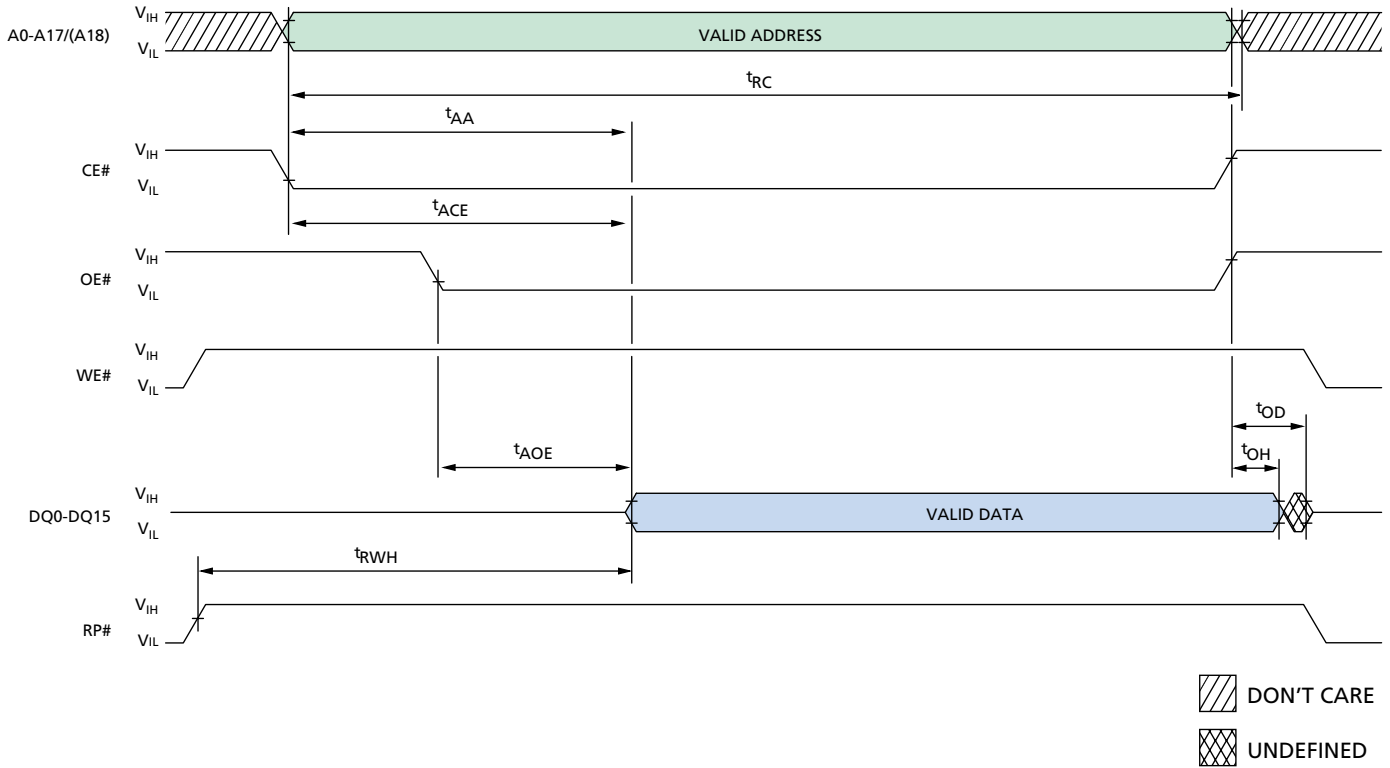 VIH
A0-A17/(A18)
VALID ADDRESS
VIL
tRC
tAA
VIH
CE#
VIL
tACE
VIH
OE#
VIL
VIH
WE#
VIL
tOD
tAOE
tOH
VIH
DQ0-DQ15
VALID DATA
VIL
tRWH
VIH
RP#
VIL
DON'T CARE
UNDEFINED